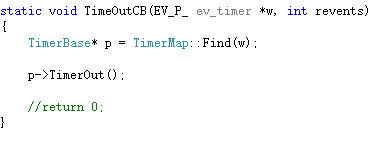 static void TimeOutCB(EV_P_ ev_timer *w, int revents)
{
TimerBase* p = TimerMap::Find(w);
p->TimerOut();
//return 0;
}